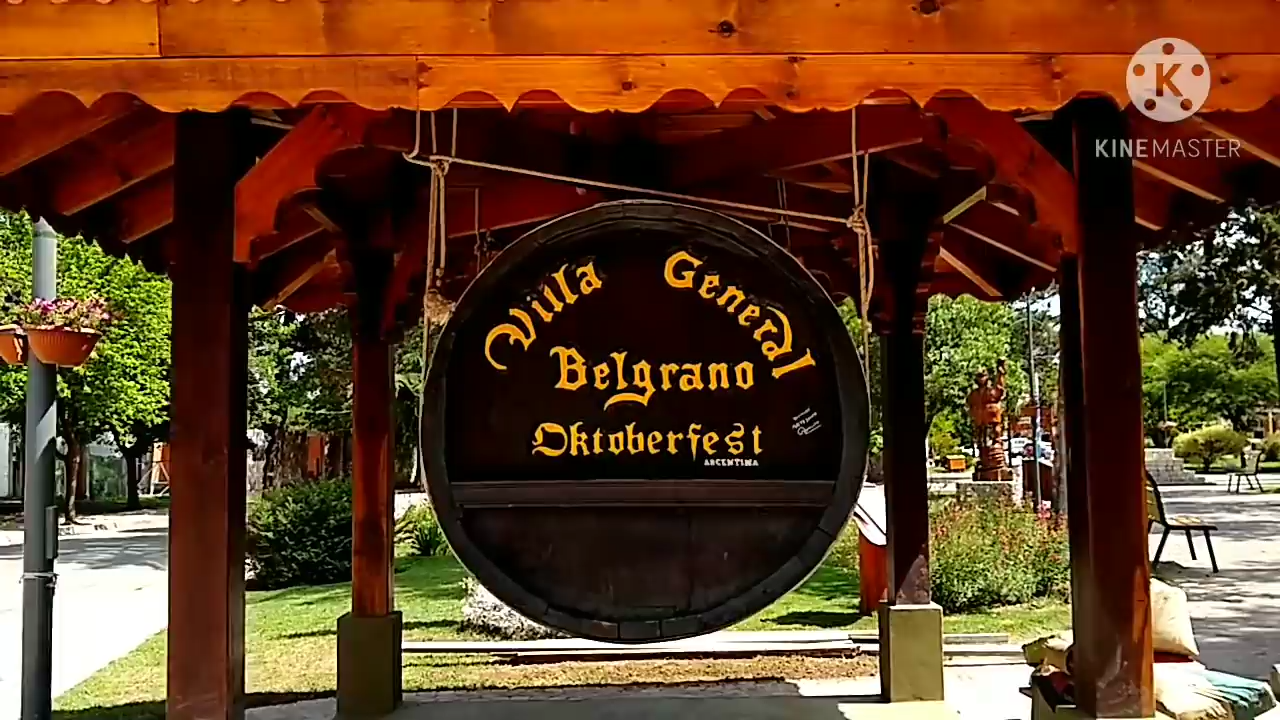 K
KINEMASTER
Villa General
Belgrano
Oktoberfest
ARGENTINA